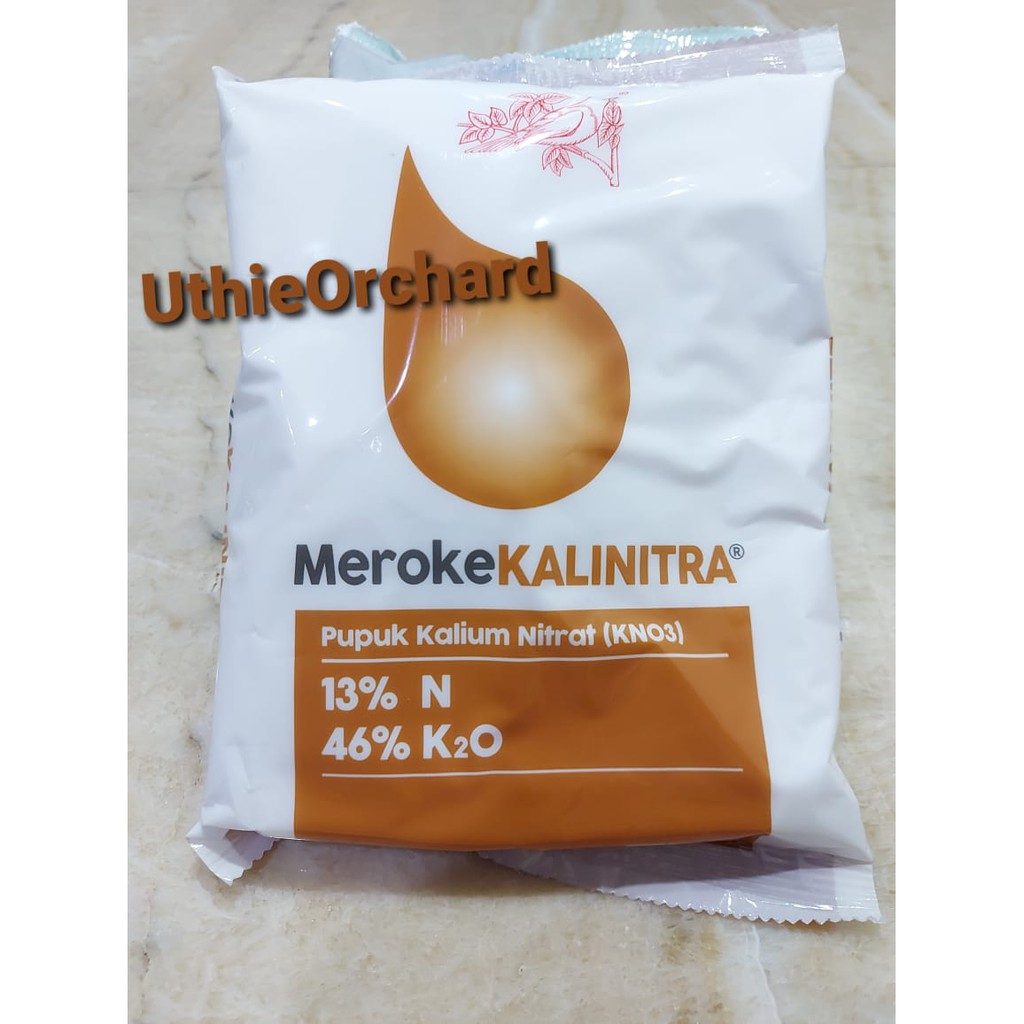 UthieOrchard
MerokeKALINITRA®
Pupuk Kalium Nitrat (KNO3)
13% N
46% K₂O